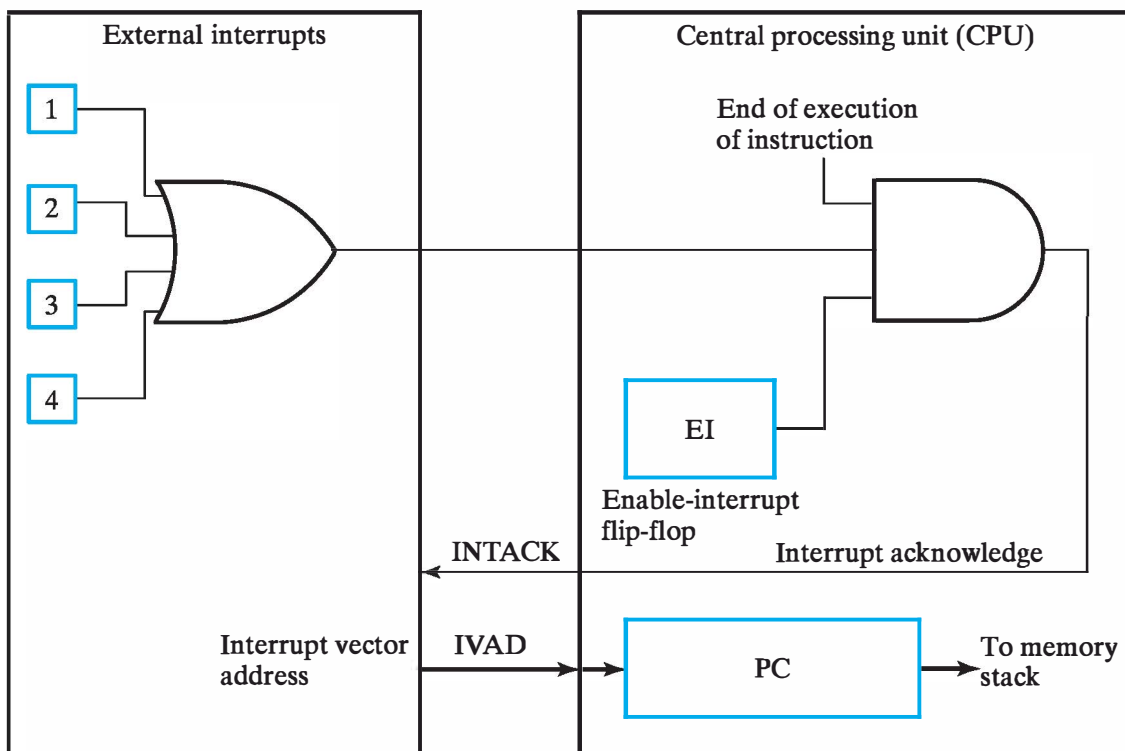 External interrupts
Central processing unit (CPU)
1
2
3
4
End of execution
of instruction
EI
Enable-interrupt
flip-flop
INTACK
Interrupt acknowledge
Interrupt vector
address
IVAD
PC
To memory
stack